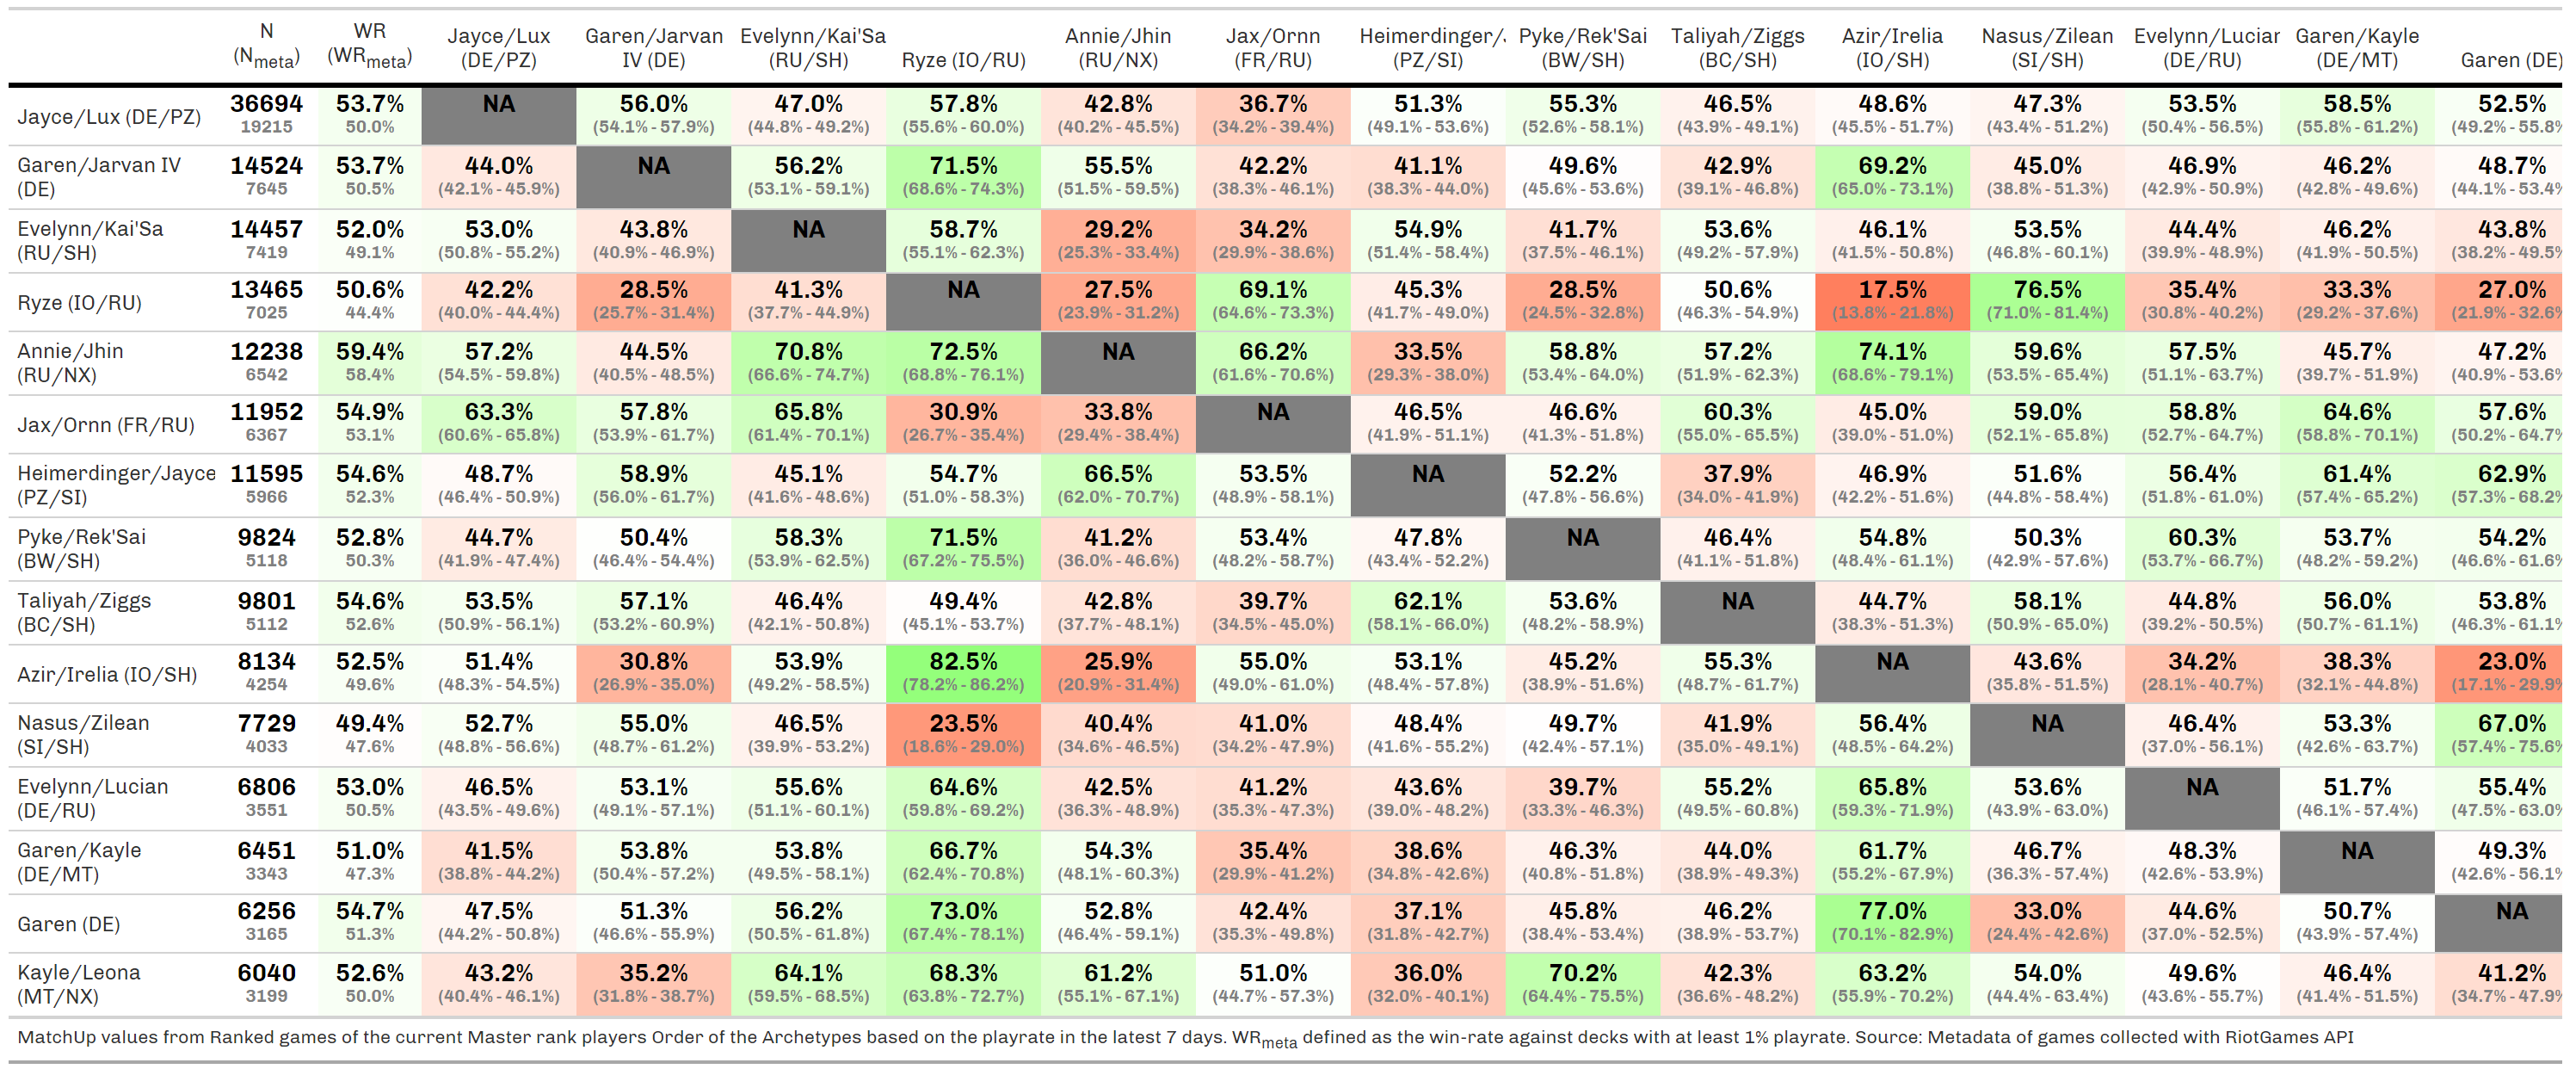 N WR Jayce/Lux Garen/Jarvan Evelynn/Kai'Sa Annie/Jhin Jax/Ornn Heimerdinger/ Pyke/Rek'Sai Taliyah/Ziggs Azir/Irelia Nasus/Zilean Evelynn/Lucian Garen/Kayle
(Nmeta) (WRmeta) (DE/PZ) IV (DE) (RU/SH) Ryze (IO/RU) (RU/NX) (FR/RU) (PZ/SI) (BW/SH) (BC/SH) (IO/SH) (SI/SH) (DE/RU) (DE/MT) Garen (DE)
Jayce/Lux (DE/PZ) 36694 53.7% NA 56.0% 47.0% 57.8% 42.8% 36.7% 51.3% 55.3% 46.5% 48.6% 47.3% 53.5% 58.5% 52.5%
19215 50.0% (54.1% - 57.9%) (44.8% - 49.2%) (55.6% - 60.0%) (40.2% - 45.5%) (34.2% - 39.4%) (49.1% - 53.6%) (52.6% - 58.1%) (43.9% - 49.1%) (45.5% - 51.7%) (43.4% - 51.2%) (50.4% - 56.5%) (55.8% - 61.2%) (49.2% - 55.8%
Garen/Jarvan IV 14524 53.7% 44.0% NA 56.2% 71.5% 55.5% 42.2% 41.1% 49.6% 42.9% 69.2% 45.0% 46.9% 46.2% 48.7%
(DE) 7645 50.5% (42.1% - 45.9%) (53.1% - 59.1%) (68.6% - 74.3%) (51.5% - 59.5%) (38.3% - 46.1%) (38.3% - 44.0%) (45.6% - 53.6%) (39.1% - 46.8%) (65.0% - 73.1%) (38.8% - 51.3%) (42.9% - 50.9%) (42.8% - 49.6%) (44.1% - 53.4%
Evelynn/Kai'Sa 14457 52.0% 53.0% 43.8% NA 58.7% 29.2% 34.2% 54.9% 41.7% 53.6% 46.1% 53.5% 44.4% 46.2% 43.8%
(RU/SH) 7419 49.1% (50.8% - 55.2%) (40.9% - 46.9%) (55.1% - 62.3%) (25.3% - 33.4%) (29.9% - 38.6%) (51.4% - 58.4%) (37.5% - 46.1%) (49.2% - 57.9%) (41.5% - 50.8%) (46.8% - 60.1%) (39.9% - 48.9%) (41.9% - 50.5%) (38.2% - 49.5%
Ryze (IO/RU) 13465 50.6% 42.2% 28.5% 41.3% NA 27.5% 69.1% 45.3% 28.5% 50.6% 17.5% 76.5% 35.4% 33.3% 27.0%
7025 44.4% (40.0% - 44.4%) (25.7% - 31.4%) (37.7% - 44.9%) (23.9% - 31.2%) (64.6% - 73.3%) (41.7% - 49.0%) (24.5% - 32.8%) (46.3% - 54.9%) (13.8% - 21.8%) (71.0% - 81.4%) (30.8% - 40.2%) (29.2% - 37.6%) (21.9% - 32.6%
Annie/Jhin 12238 59.4% 57.2% 44.5% 70.8% 72.5% NA 66.2% 33.5% 58.8% 57.2% 74.1% 59.6% 57.5% 45.7% 47.2%
(RU/NX) 6542 58.4% (54.5% - 59.8%) (40.5% - 48.5%) (66.6% - 74.7%) (68.8% - 76.1%) (61.6% - 70.6%) (29.3% - 38.0%) (53.4% - 64.0%) (51.9% - 62.3%) (68.6% - 79.1%) (53.5% - 65.4%) (51.1% - 63.7%) (39.7% - 51.9%) (40.9% - 53.6%
Jax/Ornn (FR/RU) 11952 54.9% 63.3% 57.8% 65.8% 30.9% 33.8% NA 46.5% 46.6% 60.3% 45.0% 59.0% 58.8% 64.6% 57.6%
6367 53.1% (60.6% - 65.8%) (53.9% - 61.7%) (61.4% - 70.1%) (26.7% - 35.4%) (29.4% - 38.4%) (41.9% - 51.1%) (41.3% - 51.8%) (55.0% - 65.5%) (39.0% - 51.0%) (52.1% - 65.8%) (52.7% - 64.7%) (58.8% - 70.1%) (50.2% - 64.7%
Heimerdinger/Jayce 11595 54.6% 48.7% 58.9% 45.1% 54.7% 66.5% 53.5% NA 52.2% 37.9% 46.9% 51.6% 56.4% 61.4% 62.9%
(PZ/SI) 5966 52.3% (46.4% - 50.9%) (56.0% - 61.7%) (41.6% - 48.6%) (51.0% - 58.3%) (62.0% - 70.7%) (48.9% - 58.1%) (47.8% - 56.6%) (34.0% - 41.9%) (42.2% - 51.6%) (44.8% - 58.4%) (51.8% - 61.0%) (57.4% - 65.2%) (57.3% - 68.2%
Pyke/Rek'Sai 9824 52.8% 44.7% 50.4% 58.3% 71.5% 41.2% 53.4% 47.8% NA 46.4% 54.8% 50.3% 60.3% 53.7% 54.2%
(BW/SH) 5118 50.3% (41.9% - 47.4%) (46.4% - 54.4%) (53.9% - 62.5%) (67.2% - 75.5%) (36.0% - 46.6%) (48.2% - 58.7%) (43.4% - 52.2%) (41.1% - 51.8%) (48.4% - 61.1%) (42.9% - 57.6%) (53.7% - 66.7%) (48.2% - 59.2%) (46.6% - 61.6%
Taliyah/Ziggs 9801 54.6% 53.5% 57.1% 46.4% 49.4% 42.8% 39.7% 62.1% 53.6% NA 44.7% 58.1% 44.8% 56.0% 53.8%
(BC/SH) 5112 52.6% (50.9% - 56.1%) (53.2% - 60.9%) (42.1% - 50.8%) (45.1% - 53.7%) (37.7% - 48.1%) (34.5% - 45.0%) (58.1% - 66.0%) (48.2% - 58.9%) (38.3% - 51.3%) (50.9% - 65.0%) (39.2% - 50.5%) (50.7% - 61.1%) (46.3% - 61.1%
Azir/Irelia (IO/SH) 8134 52.5% 51.4% 30.8% 53.9% 82.5% 25.9% 55.0% 53.1% 45.2% 55.3% NA 43.6% 34.2% 38.3% 23.0%
4254 49.6% (48.3% - 54.5%) (26.9% - 35.0%) (49.2% - 58.5%) (78.2% - 86.2%) (20.9% - 31.4%) (49.0% - 61.0%) (48.4% - 57.8%) (38.9% - 51.6%) (48.7% - 61.7%) (35.8% - 51.5%) (28.1% - 40.7%) (32.1% - 44.8%) (17.1% - 29.9%
Nasus/Zilean 7729 49.4% 52.7% 55.0% 46.5% 23.5% 40.4% 41.0% 48.4% 49.7% 41.9% 56.4% NA 46.4% 53.3% 67.0%
(SI/SH) 4033 47.6% (48.8% - 56.6%) (48.7% - 61.2%) (39.9% - 53.2%) (18.6% - 29.0%) (34.6% - 46.5%) (34.2% - 47.9%) (41.6% - 55.2%) (42.4% - 57.1%) (35.0% - 49.1%) (48.5% - 64.2%) (37.0% - 56.1%) (42.6% - 63.7%) (57.4% - 75.6%
Evelynn/Lucian 6806 53.0% 46.5% 53.1% 55.6% 64.6% 42.5% 41.2% 43.6% 39.7% 55.2% 65.8% 53.6% NA 51.7% 55.4%
(DE/RU) 3551 50.5% (43.5% - 49.6%) (49.1% - 57.1%) (51.1% - 60.1%) (59.8% - 69.2%) (36.3% - 48.9%) (35.3% - 47.3%) (39.0% - 48.2%) (33.3% - 46.3%) (49.5% - 60.8%) (59.3% - 71.9%) (43.9% - 63.0%) (46.1% - 57.4%) (47.5% - 63.0%
Garen/Kayle 6451 51.0% 41.5% 53.8% 53.8% 66.7% 54.3% 35.4% 38.6% 46.3% 44.0% 61.7% 46.7% 48.3% NA 49.3%
(DE/MT) 3343 47.3% (38.8% - 44.2%) (50.4% - 57.2%) (49.5% - 58.1%) (62.4% - 70.8%) (48.1% - 60.3%) (29.9% - 41.2%) (34.8% - 42.6%) (40.8% - 51.8%) (38.9% - 49.3%) (55.2% - 67.9%) (36.3% - 57.4%) (42.6% - 53.9%) (42.6% - 56.1%
Garen (DE) 6256 54.7% 47.5% 51.3% 56.2% 73.0% 52.8% 42.4% 37.1% 45.8% 46.2% 77.0% 33.0% 44.6% 50.7% NA
3165 51.3% (44.2% - 50.8%) (46.6% - 55.9%) (50.5% - 61.8%) (67.4% - 78.1%) (46.4% - 59.1%) (35.3% - 49.8%) (31.8% - 42.7%) (38.4% - 53.4%) (38.9% - 53.7%) (70.1% - 82.9%) (24.4% - 42.6%) (37.0% - 52.5%) (43.9% - 57.4%)
Kayle/Leona 6040 52.6% 43.2% 35.2% 64.1% 68.3% 61.2% 51.0% 36.0% 70.2% 42.3% 63.2% 54.0% 49.6% 46.4% 41.2%
(MT/NX) 3199 50.0% (40.4% - 46.1%) (31.8% - 38.7%) (59.5% - 68.5%) (63.8% - 72.7%) (55.1% - 67.1%) (44.7% - 57.3%) (32.0% - 40.1%) (64.4% - 75.5%) (36.6% - 48.2%) (55.9% - 70.2%) (44.4% - 63.4%) (43.6% - 55.7%) (41.4% - 51.5%) (34.7% - 47.9%
MatchUp values from Ranked games of the current Master rank players Order of the Archetypes based on the playrate in the latest 7 days. WRmeta defined as the win-rate against decks with at least 1% playrate. Source: Metadata of games collected with RiotGames API